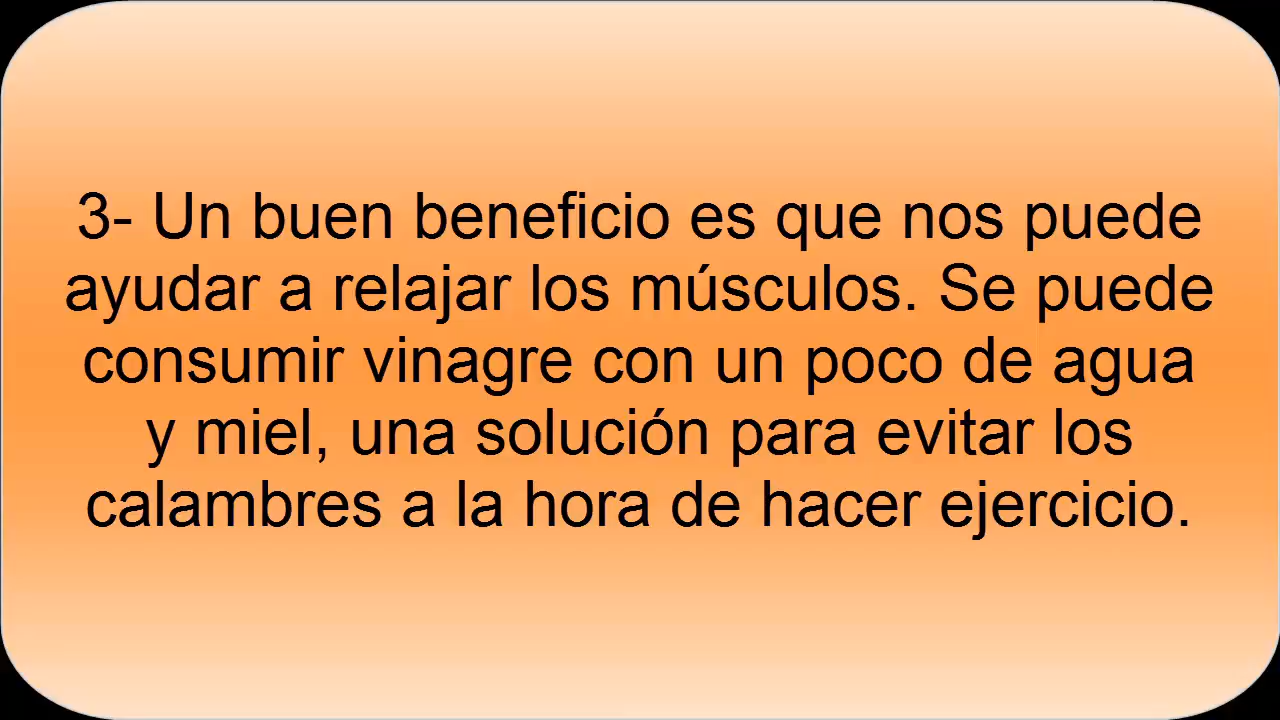 3- Un buen beneficio es que nos puede
ayudar a relajar los músculos. Se puede
consumir vinagre con un poco de agua
y miel, una solución para evitar los
calambres a la hora de hacer ejercicio.